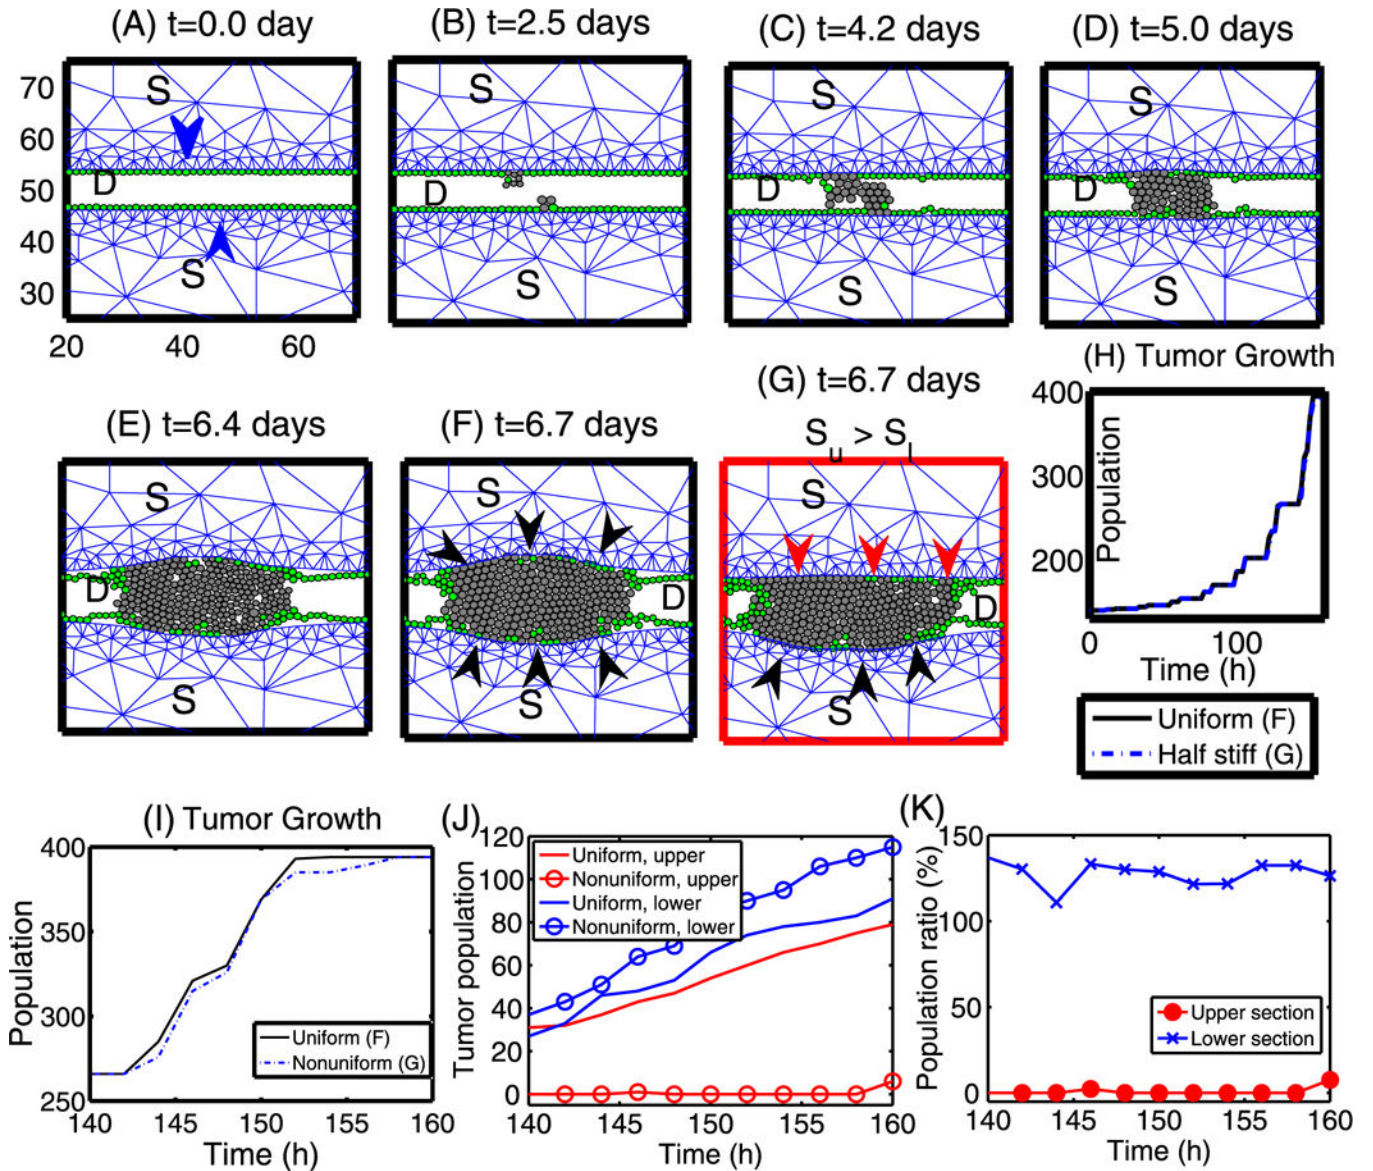 (A) t=0.0 day
(B) t=2.5 days
(C) t=4.2 days
(D) t=5.0 days
70
60
50
40
30
20
40
60
S
D
S
S
D
S
S
D
S
S
D
S
(E) t=6.4 days
(F) t=6.7 days
(G) t=6.7 days
Su > Sl
S
D
S
S
D
S
S
D
S
(H) Tumor Growth
400
300
200
Population
0
100
Time (h)
Uniform (F)
Half stiff (G)
(I) Tumor Growth
400
350
300
250
Population
140
145
150
155
160
Time (h)
Uniform (F)
Nonuniform (G)
(J)
120
100
80
60
40
20
0
Tumor population
140
145
150
155
160
Time (h)
Uniform, upper
Nonuniform, upper
Uniform, lower
Nonuniform, lower
(K)
150
100
50
0
Population ratio (%)
140
145
150
155
160
Time (h)
Upper section
Lower section